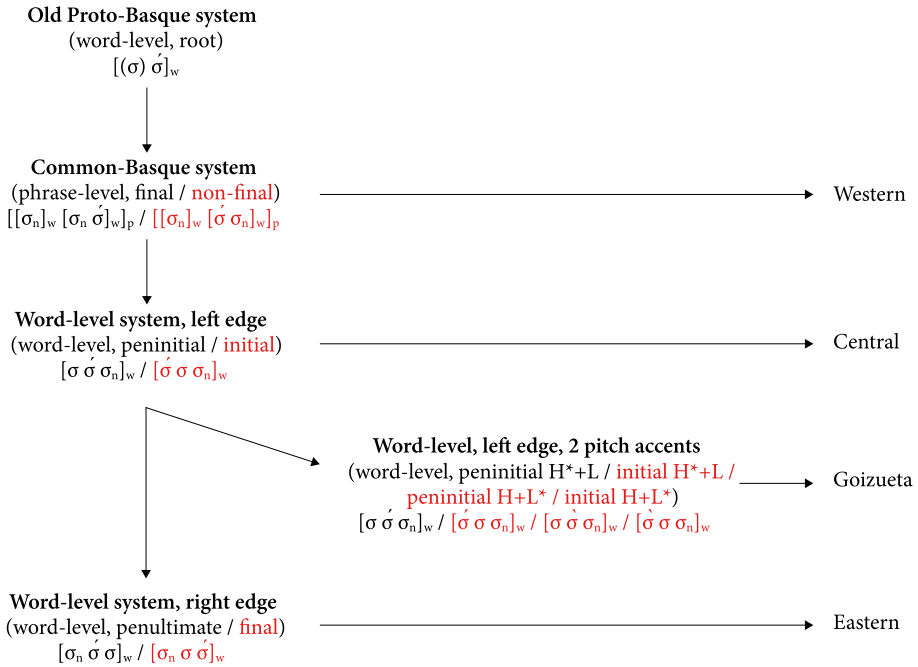 Old Proto-Basque system
(word-level, root)
[(σ) σ́]w
Common-Basque system
(phrase-level, final / non-final)
[[σn]w [σn σ́]w]p / [[σn]w [σ́ σn]w]p
Western
Word-level system, left edge
(word-level, peninitial / initial)
[σ σ́ σn]w / [σ́ σ σn]w
Central
Word-level, left edge, 2 pitch accents
(word-level, peninitial H*+L / initial H*+L /
peninitial H+L* / initial H+L*)
[σ σ́ σn]w / [σ́ σ σn]w / [σ σ̀ σn]w / [σ̀ σ σn]w
Goizueta
Word-level system, right edge
(word-level, penultimate / final)
[σn σ́ σ]w / [σn σ σ́]w
Eastern